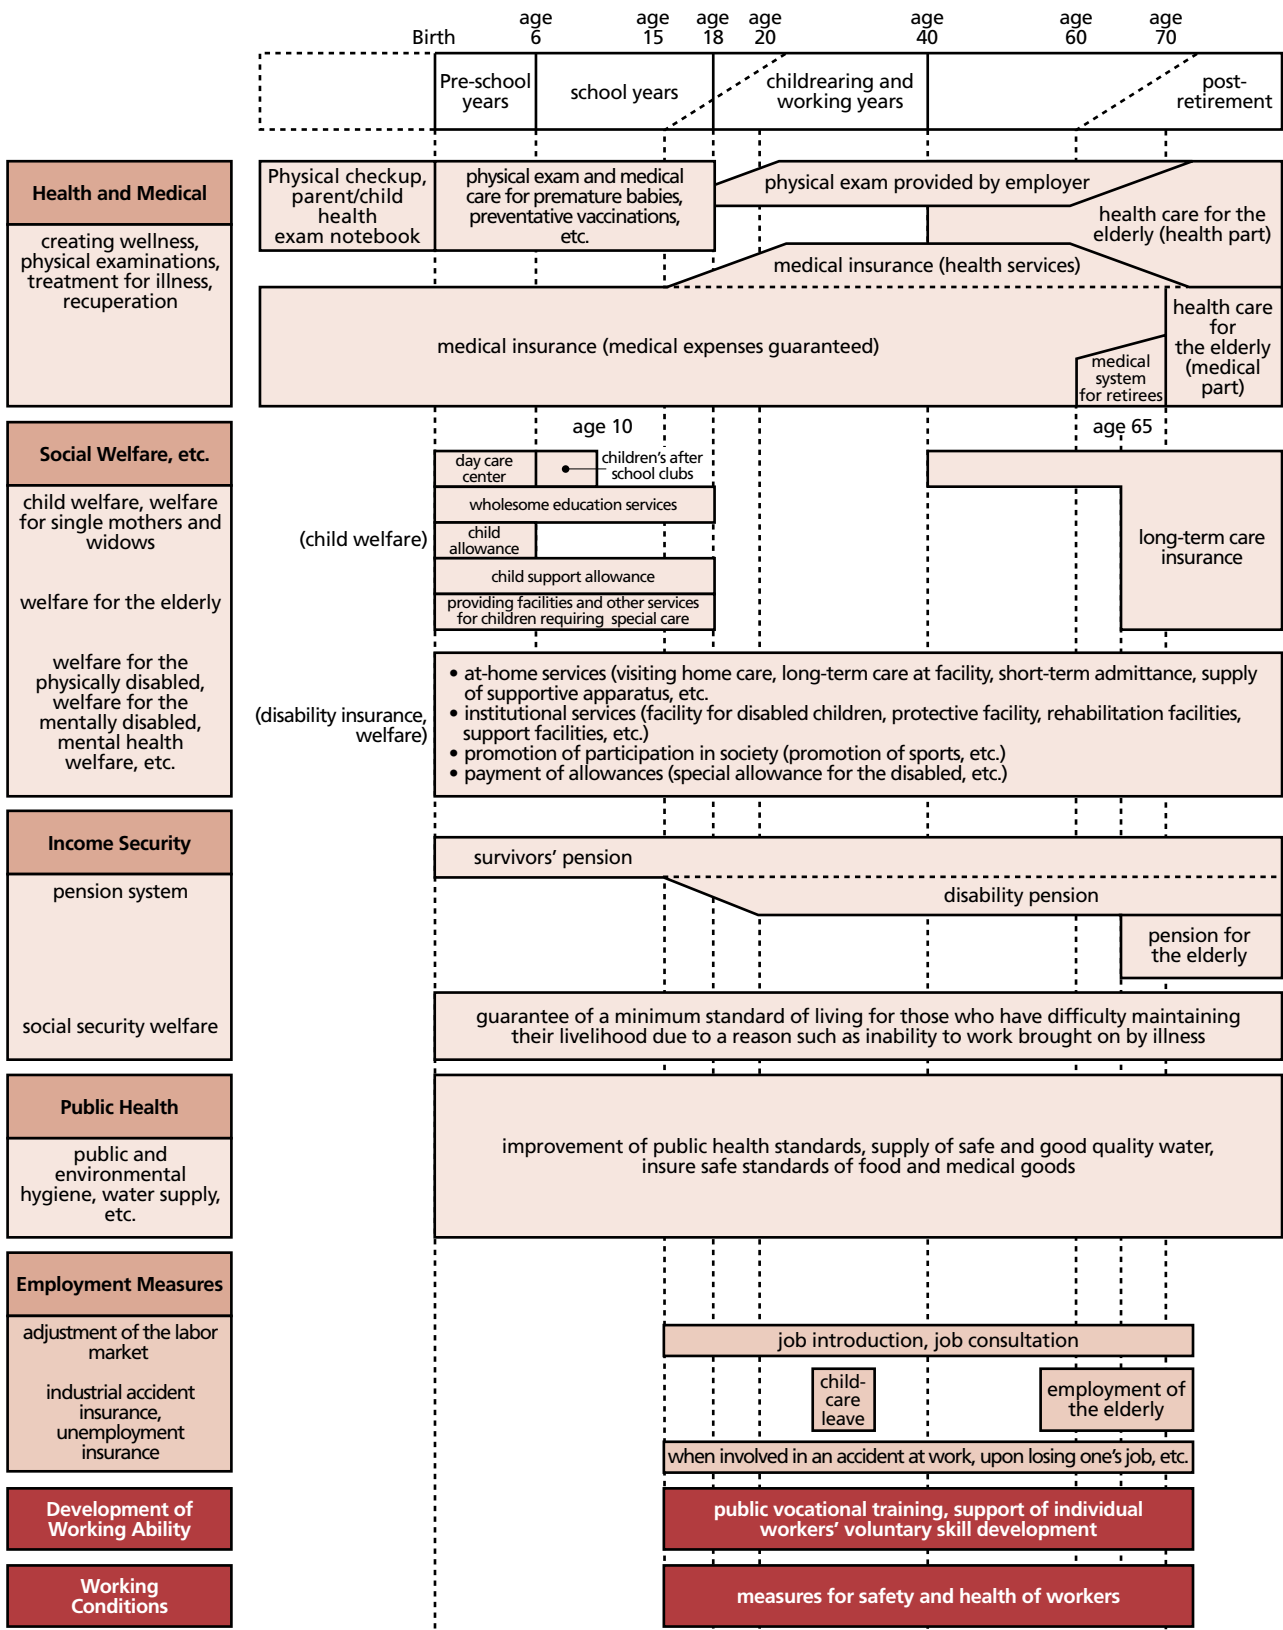 age
6
age
15
age
18
age
20
age
40
age
60
age
70
Birth
Pre-school
years
school years
childrearing and
working years
post-
retirement
Health and Medical
creating wellness,
physical examinations,
treatment for illness,
recuperation
Physical checkup,
parent/child
health
exam notebook
physical exam and medical
care for premature babies,
preventative vaccinations,
etc.
physical exam provided by employer
health care for the
elderly (health part)
medical insurance (health services)
medical insurance (medical expenses guaranteed)
medical
system
for retirees
health care
for
the elderly
(medical
part)
age 10
age 65
Social Welfare, etc.
child welfare, welfare
for single mothers and
widows
welfare for the elderly
welfare for the
physically disabled,
welfare for the
mentally disabled,
mental health
welfare, etc.
(child welfare)
day care
center
children's after
school clubs
wholesome education services
child
allowance
child support allowance
providing facilities and other services
for children requiring special care
long-term care
insurance
(disability insurance,
welfare)
• at-home services (visiting home care, long-term care at facility, short-term admittance, supply
of supportive apparatus, etc.
• institutional services (facility for disabled children, protective facility, rehabilitation facilities,
support facilities, etc.)
• promotion of participation in society (promotion of sports, etc.)
• payment of allowances (special allowance for the disabled, etc.)
Income Security
pension system
social security welfare
survivors' pension
disability pension
pension for
the elderly
guarantee of a minimum standard of living for those who have difficulty maintaining
their livelihood due to a reason such as inability to work brought on by illness
Public Health
public and
environmental
hygiene, water supply,
etc.
improvement of public health standards, supply of safe and good quality water,
insure safe standards of food and medical goods
Employment Measures
adjustment of the labor
market
industrial accident
insurance,
unemployment
insurance
job introduction, job consultation
child-
care
leave
employment of
the elderly
when involved in an accident at work, upon losing one's job, etc.
Development of
Working Ability
public vocational training, support of individual
workers' voluntary skill development
Working
Conditions
measures for safety and health of workers